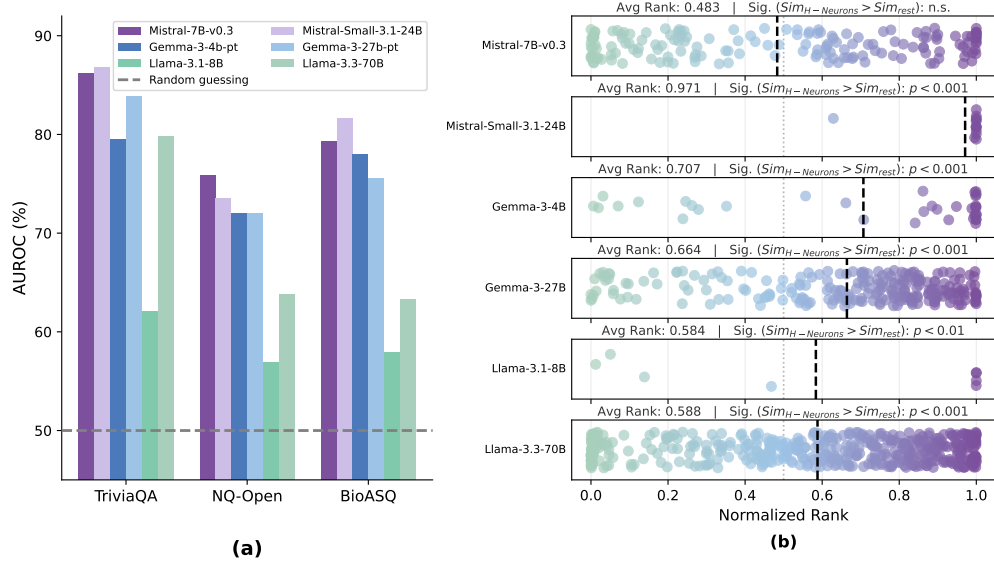 90
80
70
60
50
AUROC (%)
Mistral-7B-v0.3
Gemma-3-4b-pt
Llama-3.1-8B
Random guessing
Mistral-Small-3.1-24B
Gemma-3-27b-pt
Llama-3.3-70B
TriviaQA
NQ-Open
BioASQ
(a)
Avg Rank: 0.483 | Sig. (Sim_{H-Neurons} > Sim_{rest}): n.s.
Mistral-7B-v0.3
Avg Rank: 0.971 | Sig. (Sim_{H-Neurons} > Sim_{rest}): p < 0.001
Mistral-Small-3.1-24B
Avg Rank: 0.707 | Sig. (Sim_{H-Neurons} > Sim_{rest}): p < 0.001
Gemma-3-4B
Avg Rank: 0.664 | Sig. (Sim_{H-Neurons} > Sim_{rest}): p < 0.001
Gemma-3-27B
Avg Rank: 0.584 | Sig. (Sim_{H-Neurons} > Sim_{rest}): p < 0.01
Llama-3.1-8B
Avg Rank: 0.588 | Sig. (Sim_{H-Neurons} > Sim_{rest}): p < 0.001
Llama-3.3-70B
0.0 0.2 0.4 0.6 0.8 1.0
Normalized Rank
(b)